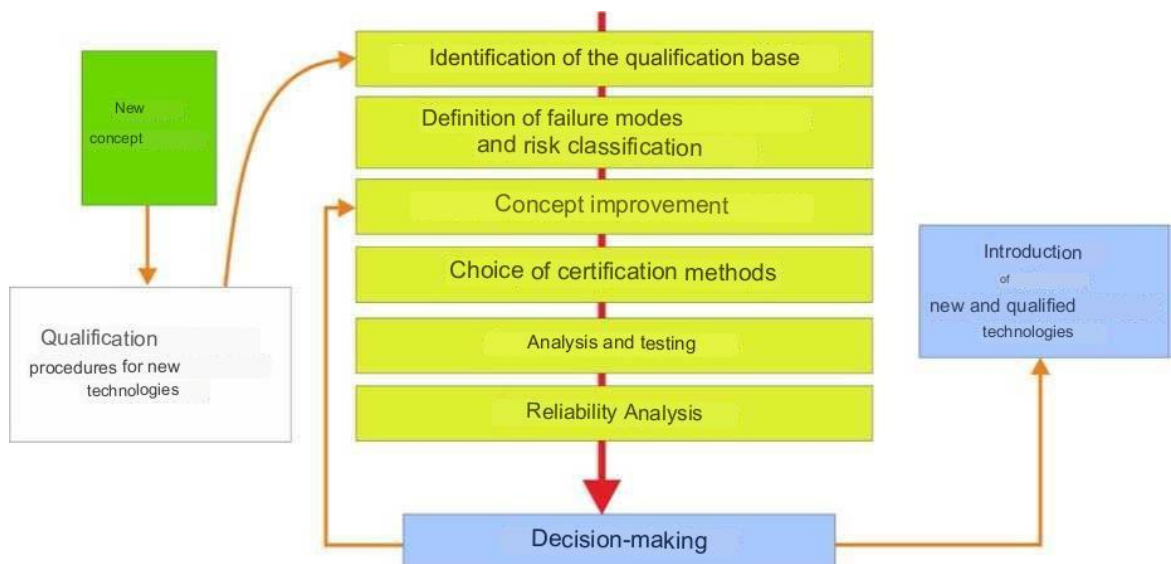 New
concept
Qualification
procedures for new
technologies
Identification of the qualification base
Definition of failure modes
and risk classification
Concept improvement
Choice of certification methods
Analysis and testing
Reliability Analysis
Decision-making
Introduction
of
new and qualified
technologies